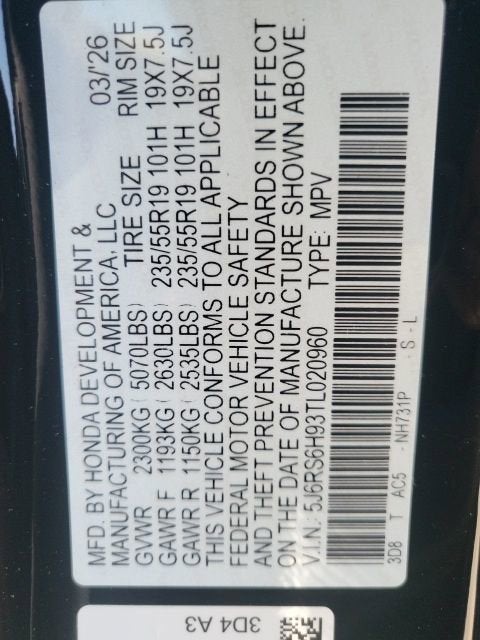 MFD. BY HONDA DEVELOPMENT &
MANUFACTURING OF AMERICA, LLC 03/'26
GVWR 2300KG ( 5070LBS) TIRE SIZE RIM SIZE
GAWR F 1193KG ( 2630LBS) 235/55R19 101H 19X7.5J
GAWR R 1150KG ( 2535LBS) 235/55R19 101H 19X7.5J
THIS VEHICLE CONFORMS TO ALL APPLICABLE
FEDERAL MOTOR VEHICLE SAFETY
AND THEFT PREVENTION STANDARDS IN EFFECT
ON THE DATE OF MANUFACTURE SHOWN ABOVE.
V.I.N.: 5J6RS6H93TL020960 TYPE: MPV
3D8 T AC5 - NH731P - S - L
3D4 A3